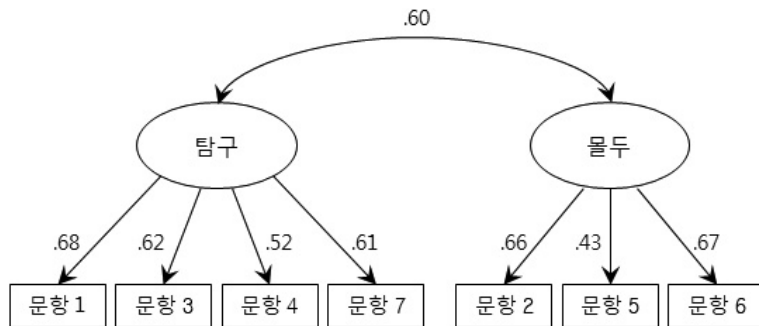 .60
탐구 몰두
.68 .62 .52 .61 .66 .43 .67
문항 1 문항 3 문항 4 문항 7 문항 2 문항 5 문항 6